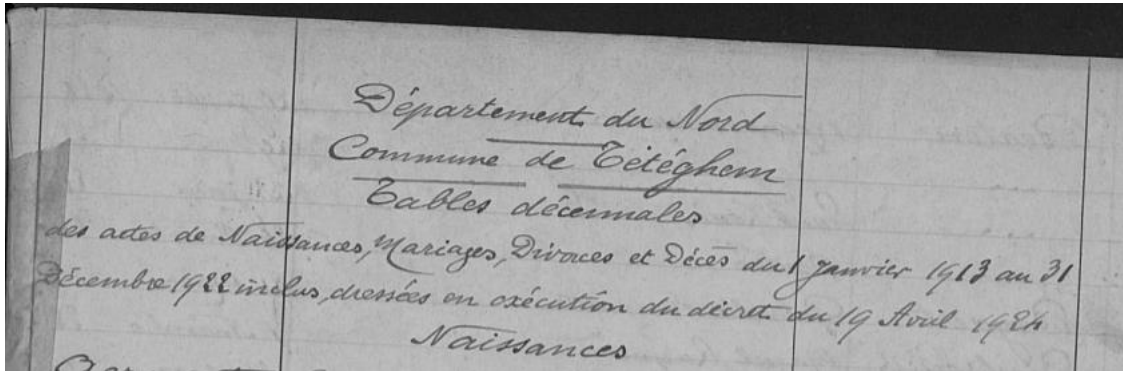 Département du Nord
Commune de Tétéghem
Tables décennales
des actes de Naissances, Mariages, Divorces et Décès du 1 Janvier 1913 au 31
Décembre 1922 inclus, dressées en exécution du décret du 19 Avril 1924
Naissances